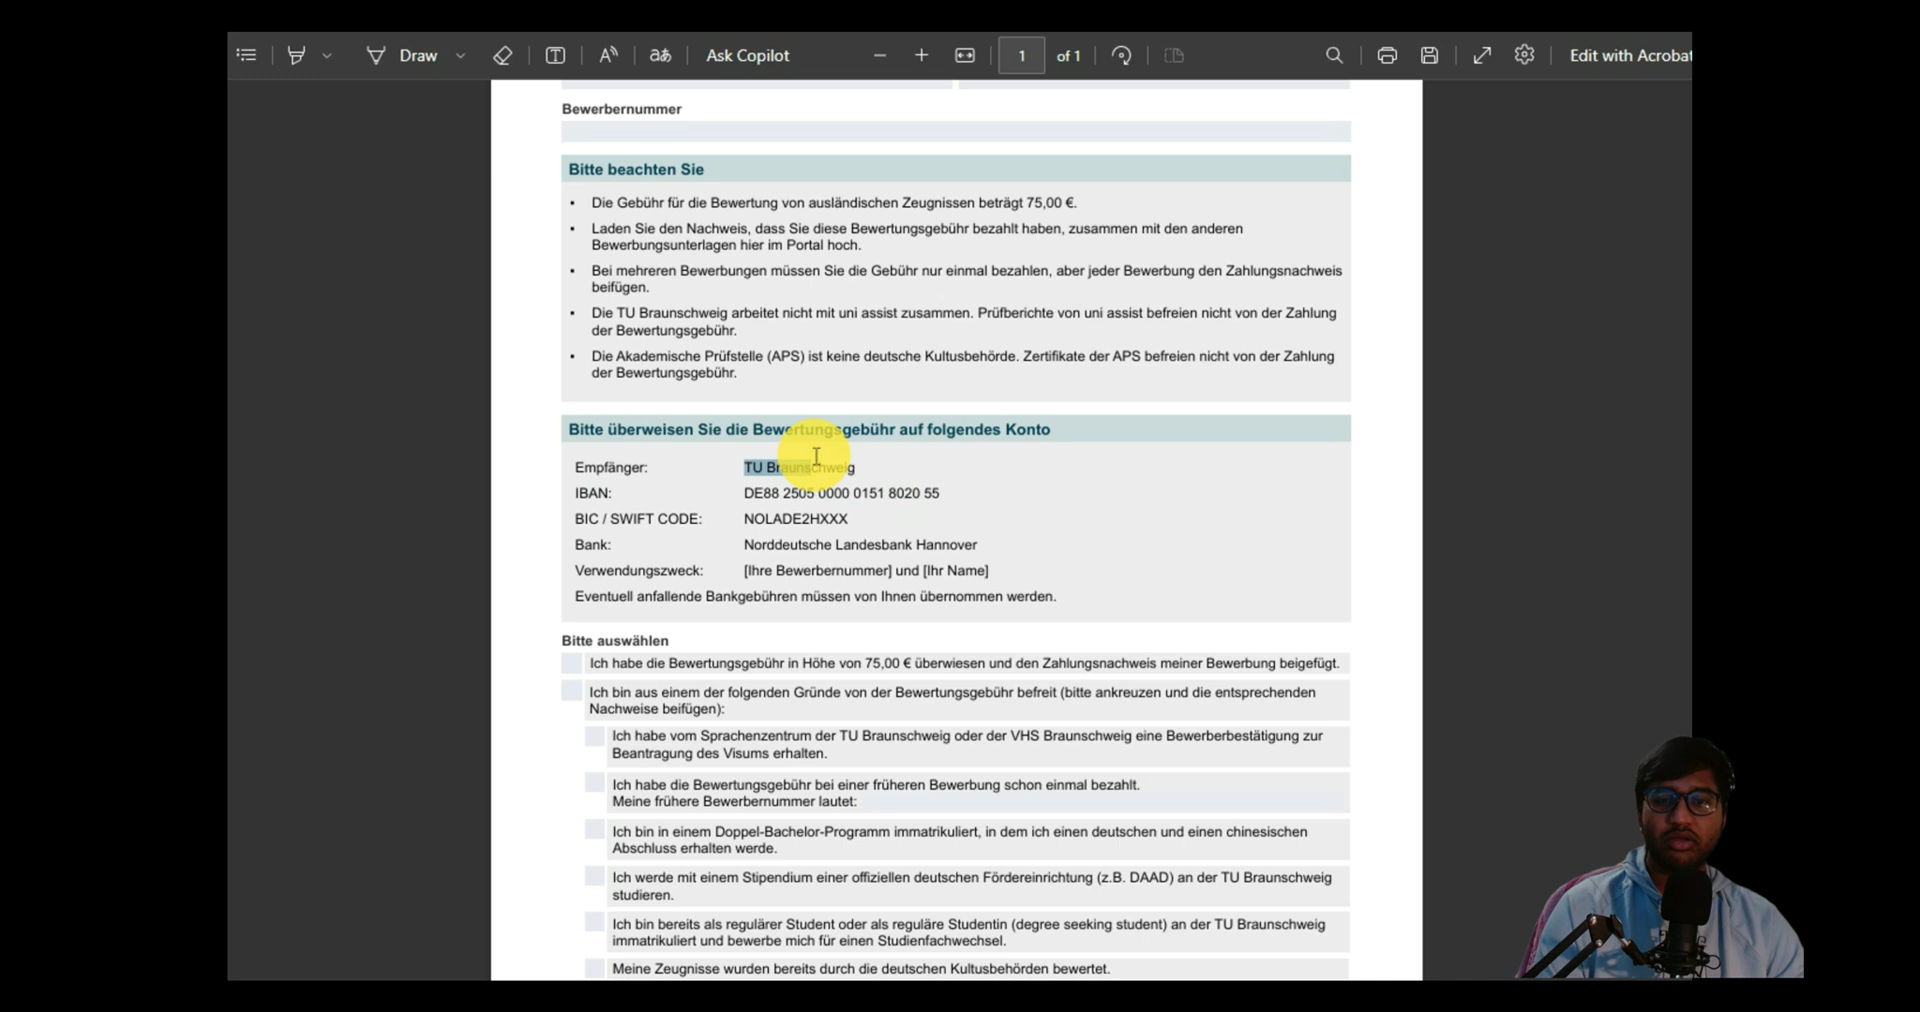 Draw
aあ
Ask Copilot
1
of 1
Edit with Acrobat
Bewerbernummer
Bitte beachten Sie
• Die Gebühr für die Bewertung von ausländischen Zeugnissen beträgt 75,00 €.
• Laden Sie den Nachweis, dass Sie diese Bewertungsgebühr bezahlt haben, zusammen mit den anderen
Bewerbungsunterlagen hier im Portal hoch.
• Bei mehreren Bewerbungen müssen Sie die Gebühr nur einmal bezahlen, aber jeder Bewerbung den Zahlungsnachweis
beifügen.
• Die TU Braunschweig arbeitet nicht mit uni assist zusammen. Prüfberichte von uni assist befreien nicht von der Zahlung
der Bewertungsgebühr.
• Die Akademische Prüfstelle (APS) ist keine deutsche Kultusbehörde. Zertifikate der APS befreien nicht von der Zahlung
der Bewertungsgebühr.
Bitte überweisen Sie die Bewertungsgebühr auf folgendes Konto
Empfänger: TU Braunschweig
IBAN: DE88 2505 0000 0151 8020 55
BIC / SWIFT CODE: NOLADE2HXXX
Bank: Norddeutsche Landesbank Hannover
Verwendungszweck: [Ihre Bewerbernummer] und [Ihr Name]
Eventuell anfallende Bankgebühren müssen von Ihnen übernommen werden.
Bitte auswählen
Ich habe die Bewertungsgebühr in Höhe von 75,00 € überwiesen und den Zahlungsnachweis meiner Bewerbung beigefügt.
Ich bin aus einem der folgenden Gründe von der Bewertungsgebühr befreit (bitte ankreuzen und die entsprechenden
Nachweise beifügen):
Ich habe vom Sprachenzentrum der TU Braunschweig oder der VHS Braunschweig eine Bewerberbestätigung zur
Beantragung des Visums erhalten.
Ich habe die Bewertungsgebühr bei einer früheren Bewerbung schon einmal bezahlt.
Meine frühere Bewerbernummer lautet:
Ich bin in einem Doppel-Bachelor-Programm immatrikuliert, in dem ich einen deutschen und einen chinesischen
Abschluss erhalten werde.
Ich werde mit einem Stipendium einer offiziellen deutschen Fördereinrichtung (z.B. DAAD) an der TU Braunschweig
studieren.
Ich bin bereits als regulärer Student oder als reguläre Studentin (degree seeking student) an der TU Braunschweig
immatrikuliert und bewerbe mich für einen Studienfachwechsel.
Meine Zeugnisse wurden bereits durch die deutschen Kultusbehörden bewertet.